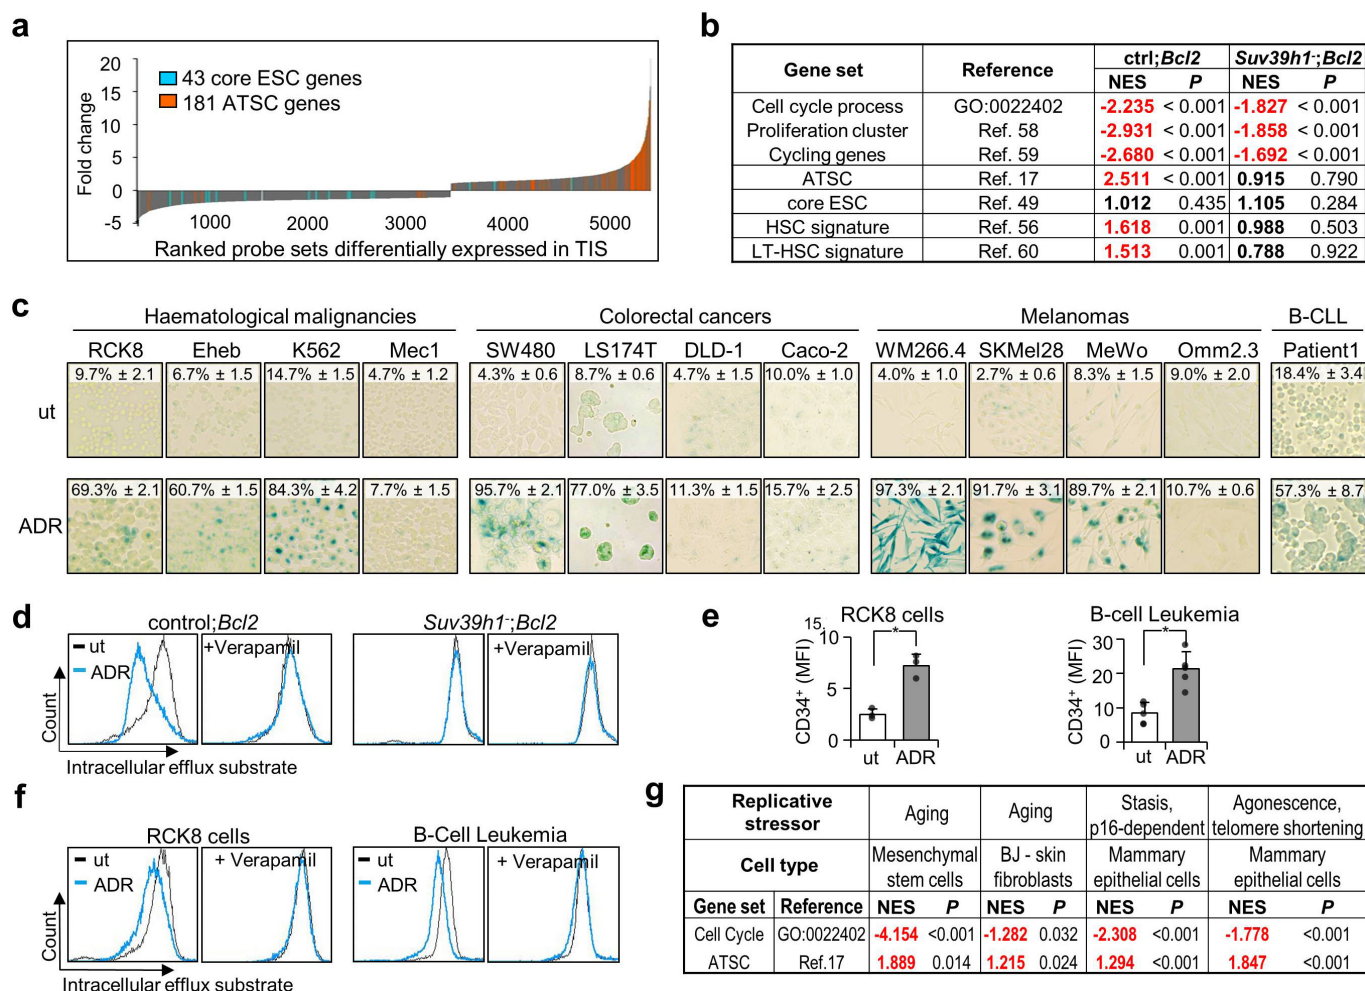 a
20
15
10
5
0
-5
Fold change
43 core ESC genes
181 ATSC genes
1000 2000 3000 4000 5000
Ranked probe sets differentially expressed in TIS
b
Gene set Reference ctrl;Bcl2 Suv39h1-;Bcl2
NES P NES P
Cell cycle process GO:0022402 -2.235 < 0.001 -1.827 < 0.001
Proliferation cluster Ref. 58 -2.931 < 0.001 -1.858 < 0.001
Cycling genes Ref. 59 -2.680 < 0.001 -1.692 < 0.001
ATSC Ref. 17 2.511 < 0.001 0.915 0.790
core ESC Ref. 49 1.012 0.435 1.105 0.284
HSC signature Ref. 56 1.618 0.001 0.988 0.503
LT-HSC signature Ref. 60 1.513 0.001 0.788 0.922
c
Haematological malignancies Colorectal cancers Melanomas B-CLL
RCK8 Eheb K562 Mec1 SW480 LS174T DLD-1 Caco-2 WM266.4 SKMel28 MeWo Omm2.3 Patient1
ut
9.7% ± 2.1 6.7% ± 1.5 14.7% ± 1.5 4.7% ± 1.2 4.3% ± 0.6 8.7% ± 0.6 4.7% ± 1.5 10.0% ± 1.0 4.0% ± 1.0 2.7% ± 0.6 8.3% ± 1.5 9.0% ± 2.0 18.4% ± 3.4
ADR
69.3% ± 2.1 60.7% ± 1.5 84.3% ± 4.2 7.7% ± 1.5 95.7% ± 2.1 77.0% ± 3.5 11.3% ± 1.5 15.7% ± 2.5 97.3% ± 2.1 91.7% ± 3.1 89.7% ± 2.1 10.7% ± 0.6 57.3% ± 8.7
d
control;Bcl2 Suv39h1-;Bcl2
ut
ADR
+Verapamil
+Verapamil
Count
Intracellular efflux substrate
e
RCK8 cells B-cell Leukemia
CD34+ (MFI)
15
5
0
*
ut ADR
CD34+ (MFI)
30
20
10
0
*
ut ADR
f
RCK8 cells B-Cell Leukemia
ut
ADR
+ Verapamil
ut
ADR
+ Verapamil
Count
Intracellular efflux substrate
g
Replicative stressor Aging Aging Stasis, p16-dependent Agonescence, telomere shortening
Cell type Mesenchymal stem cells BJ - skin fibroblasts Mammary epithelial cells Mammary epithelial cells
Gene set Reference NES P NES P NES P NES P
Cell Cycle GO:0022402 -4.154 <0.001 -1.282 0.032 -2.308 <0.001 -1.778 <0.001
ATSC Ref.17 1.889 0.014 1.215 0.024 1.294 <0.001 1.847 <0.001